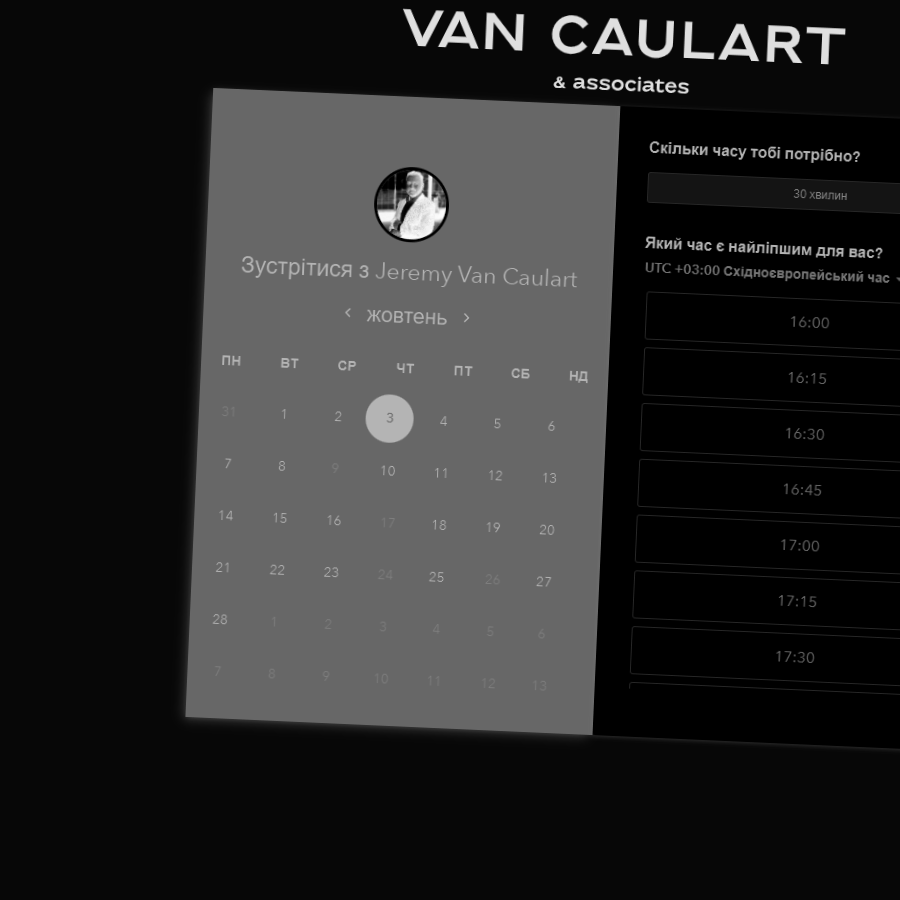 VAN CAULART
& associates
Зустрітися з Jeremy Van Caulart
жовтень
ПН ВТ СР ЧТ ПТ СБ НД
31 1 2 3 4 5 6
7 8 9 10 11 12 13
14 15 16 17 18 19 20
21 22 23 24 25 26 27
28 1 2 3 4 5 6
7 8 9 10 11 12 13
Скільки часу тобі потрібно?
30 хвилин
Який час є найліпшим для вас?
UTC +03:00 Східноєвропейський час
16:00
16:15
16:30
16:45
17:00
17:15
17:30